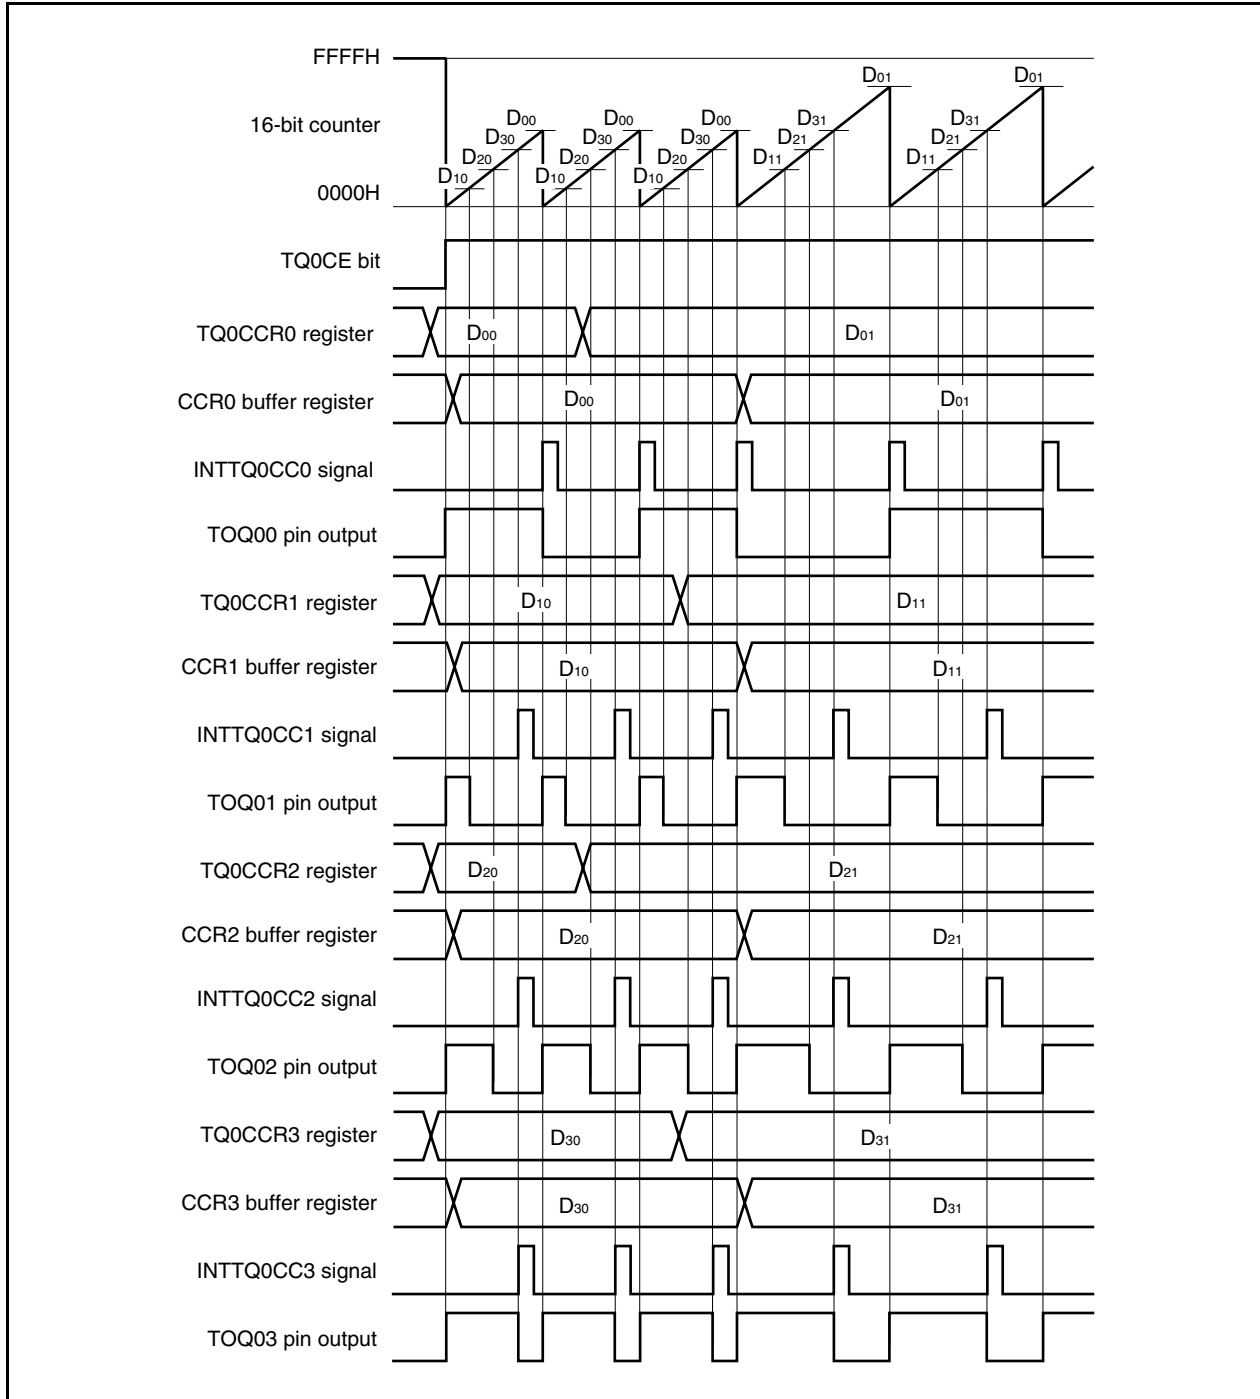 FFFFH
D01 D01
16-bit counter
D00 D00 D00 D31 D31
D30 D30 D30 D21 D21
D20 D20 D20 D11 D11
D10 D10 D10
0000H
TQ0CE bit
TQ0CCR0 register D00 D01
CCR0 buffer register D00 D01
INTTQ0CC0 signal
TOQ00 pin output
TQ0CCR1 register D10 D11
CCR1 buffer register D10 D11
INTTQ0CC1 signal
TOQ01 pin output
TQ0CCR2 register D20 D21
CCR2 buffer register D20 D21
INTTQ0CC2 signal
TOQ02 pin output
TQ0CCR3 register D30 D31
CCR3 buffer register D30 D31
INTTQ0CC3 signal
TOQ03 pin output